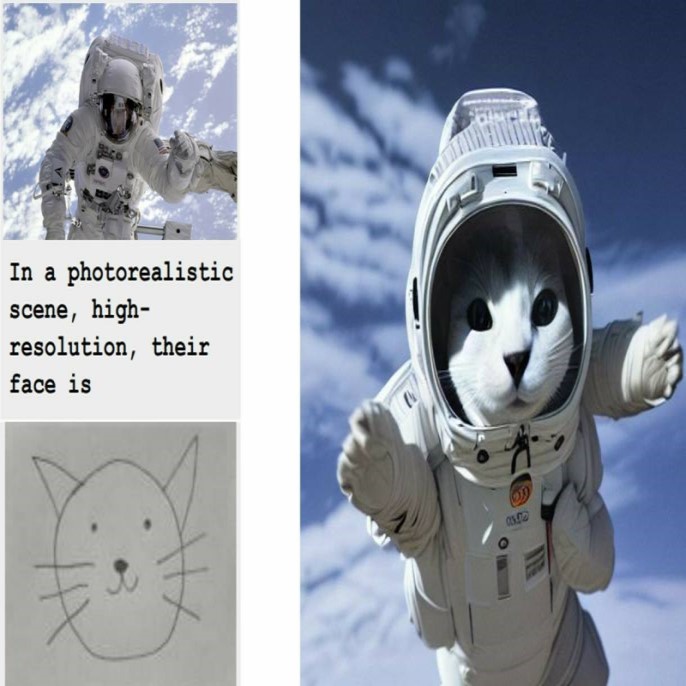 In a photorealistic
scene, high-
resolution, their
face is